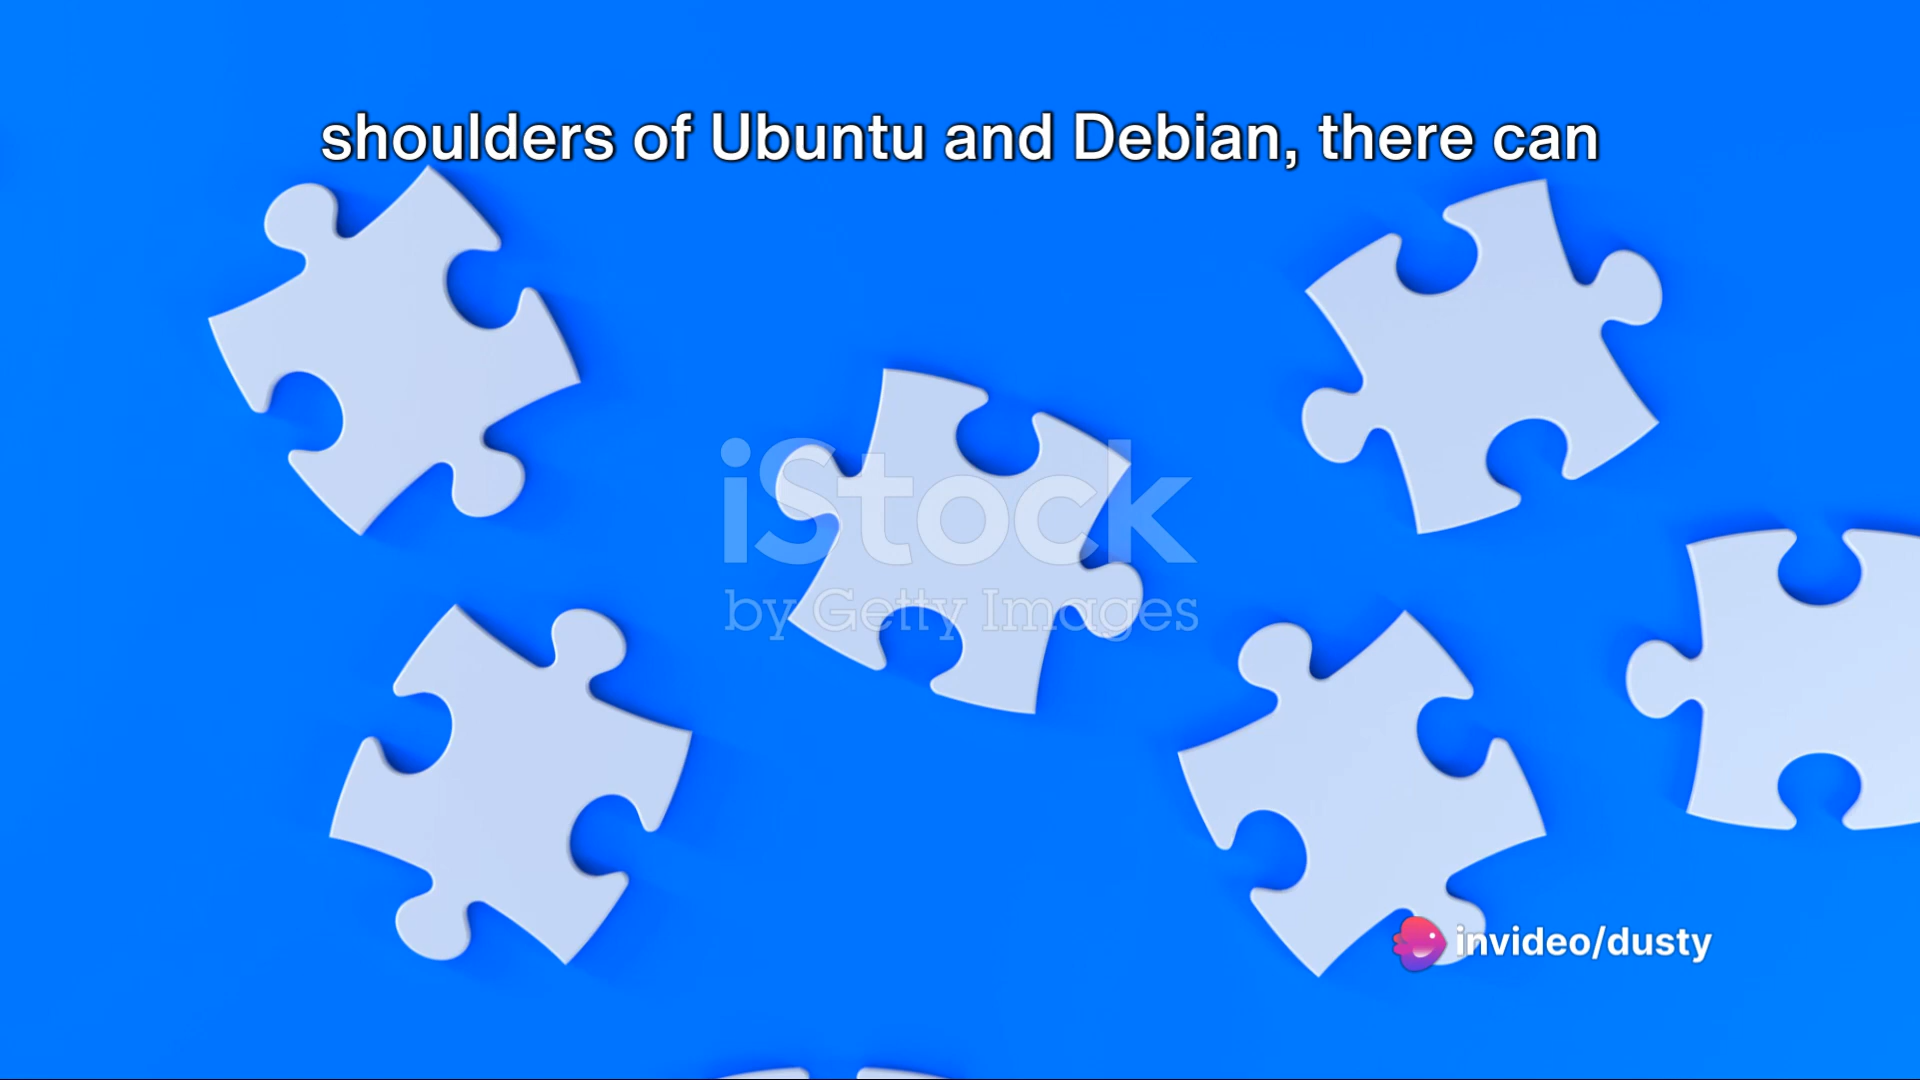 shoulders of Ubuntu and Debian, there can
iStock
by Getty Images
invideo/dusty